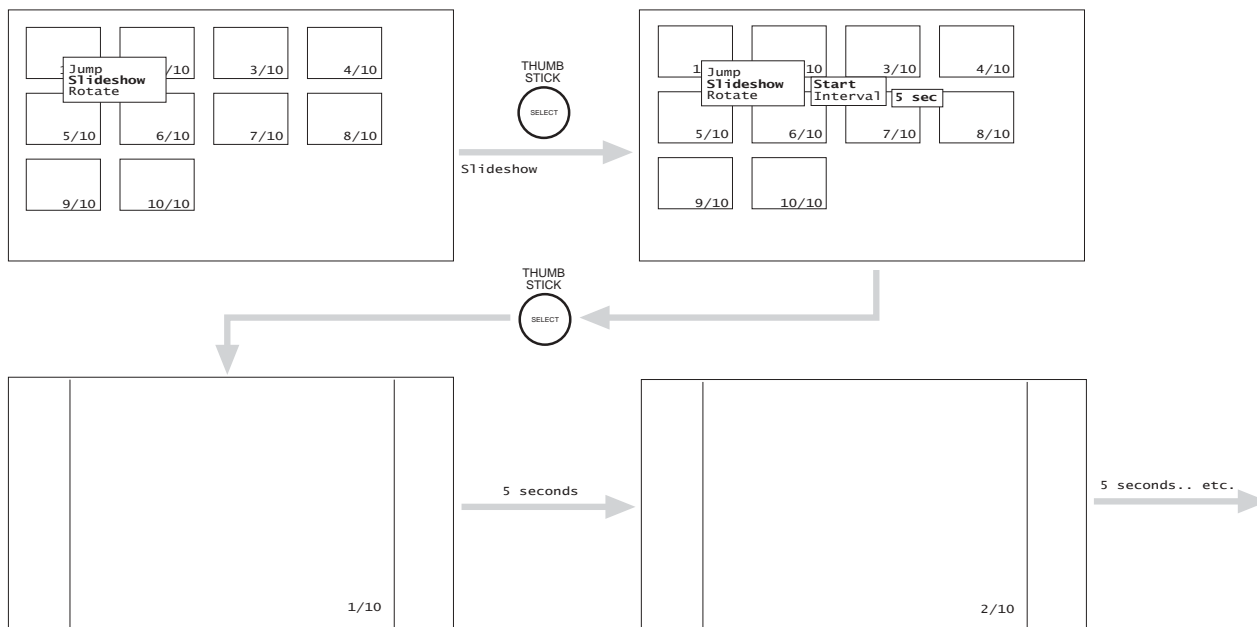 Jump
Slideshow
Rotate
1
/10
3/10
4/10
5/10
6/10
7/10
8/10
9/10
10/10
THUMB
STICK
SELECT
Slideshow
Jump
Slideshow
Rotate
Start
Interval
5 sec
1
10
3/10
4/10
5/10
6/10
7/10
8/10
9/10
10/10
THUMB
STICK
SELECT
1/10
5 seconds
2/10
5 seconds.. etc.